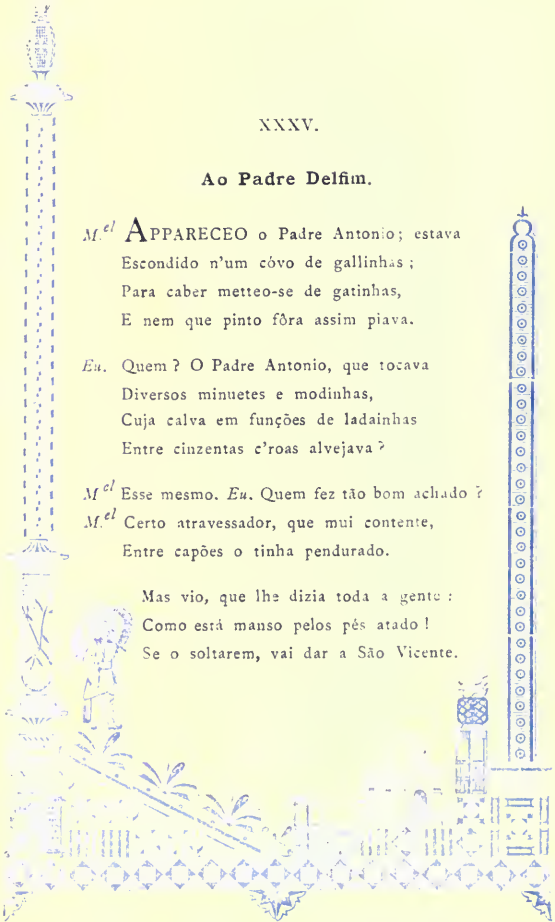 XXXV.
Ao Padre Delfim.
M.el APPARECEO o Padre Antonio; estava
Escondido n'um cóvo de gallinhas;
Para caber metteo-se de gatinhas,
E nem que pinto fôra assim piava.
Eu. Quem? O Padre Antonio, que tocava
Diversos minuetes e modinhas,
Cuja calva em funções de ladainhas
Entre cinzentas c'roas alvejava?
M.el Esse mesmo. Eu. Quem fez tão bom achado?
M.el Certo atravessador, que mui contente,
Entre capões o tinha pendurado.
Mas vio, que lhe dizia toda a gente:
Como está manso pelos pés atado!
Se o soltarem, vai dar a São Vicente.